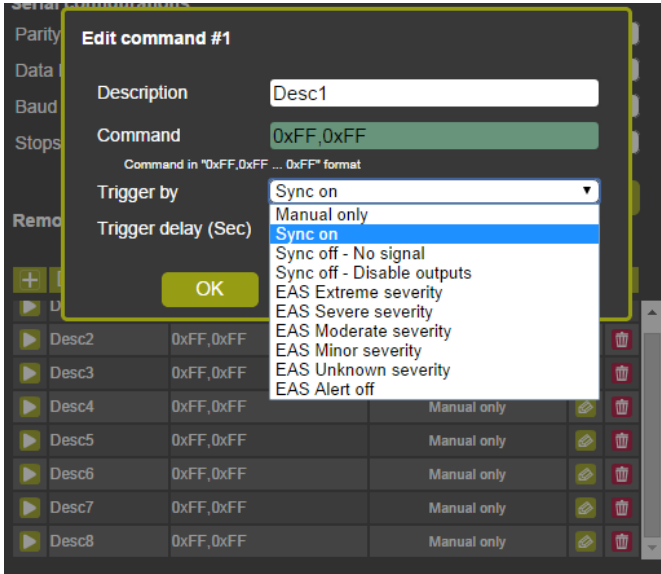 Serial configurations
Parity
Edit command #1
Data
Description Desc1
Baud
Command 0xFF,0xFF
Stops
Command in "0xFF,0xFF ... 0xFF" format
Trigger by Sync on
Manual only
Remo
Trigger delay (Sec) Sync on
Sync off - No signal
Sync off - Disable outputs
OK EAS Extreme severity
EAS Severe severity
EAS Moderate severity
Desc2 0xFF,0xFF
EAS Minor severity
Desc3 0xFF,0xFF EAS Unknown severity
EAS Alert off
Desc4 0xFF,0xFF Manual only
Desc5 0xFF,0xFF Manual only
Desc6 0xFF,0xFF Manual only
Desc7 0xFF,0xFF Manual only
Desc8 0xFF,0xFF Manual only